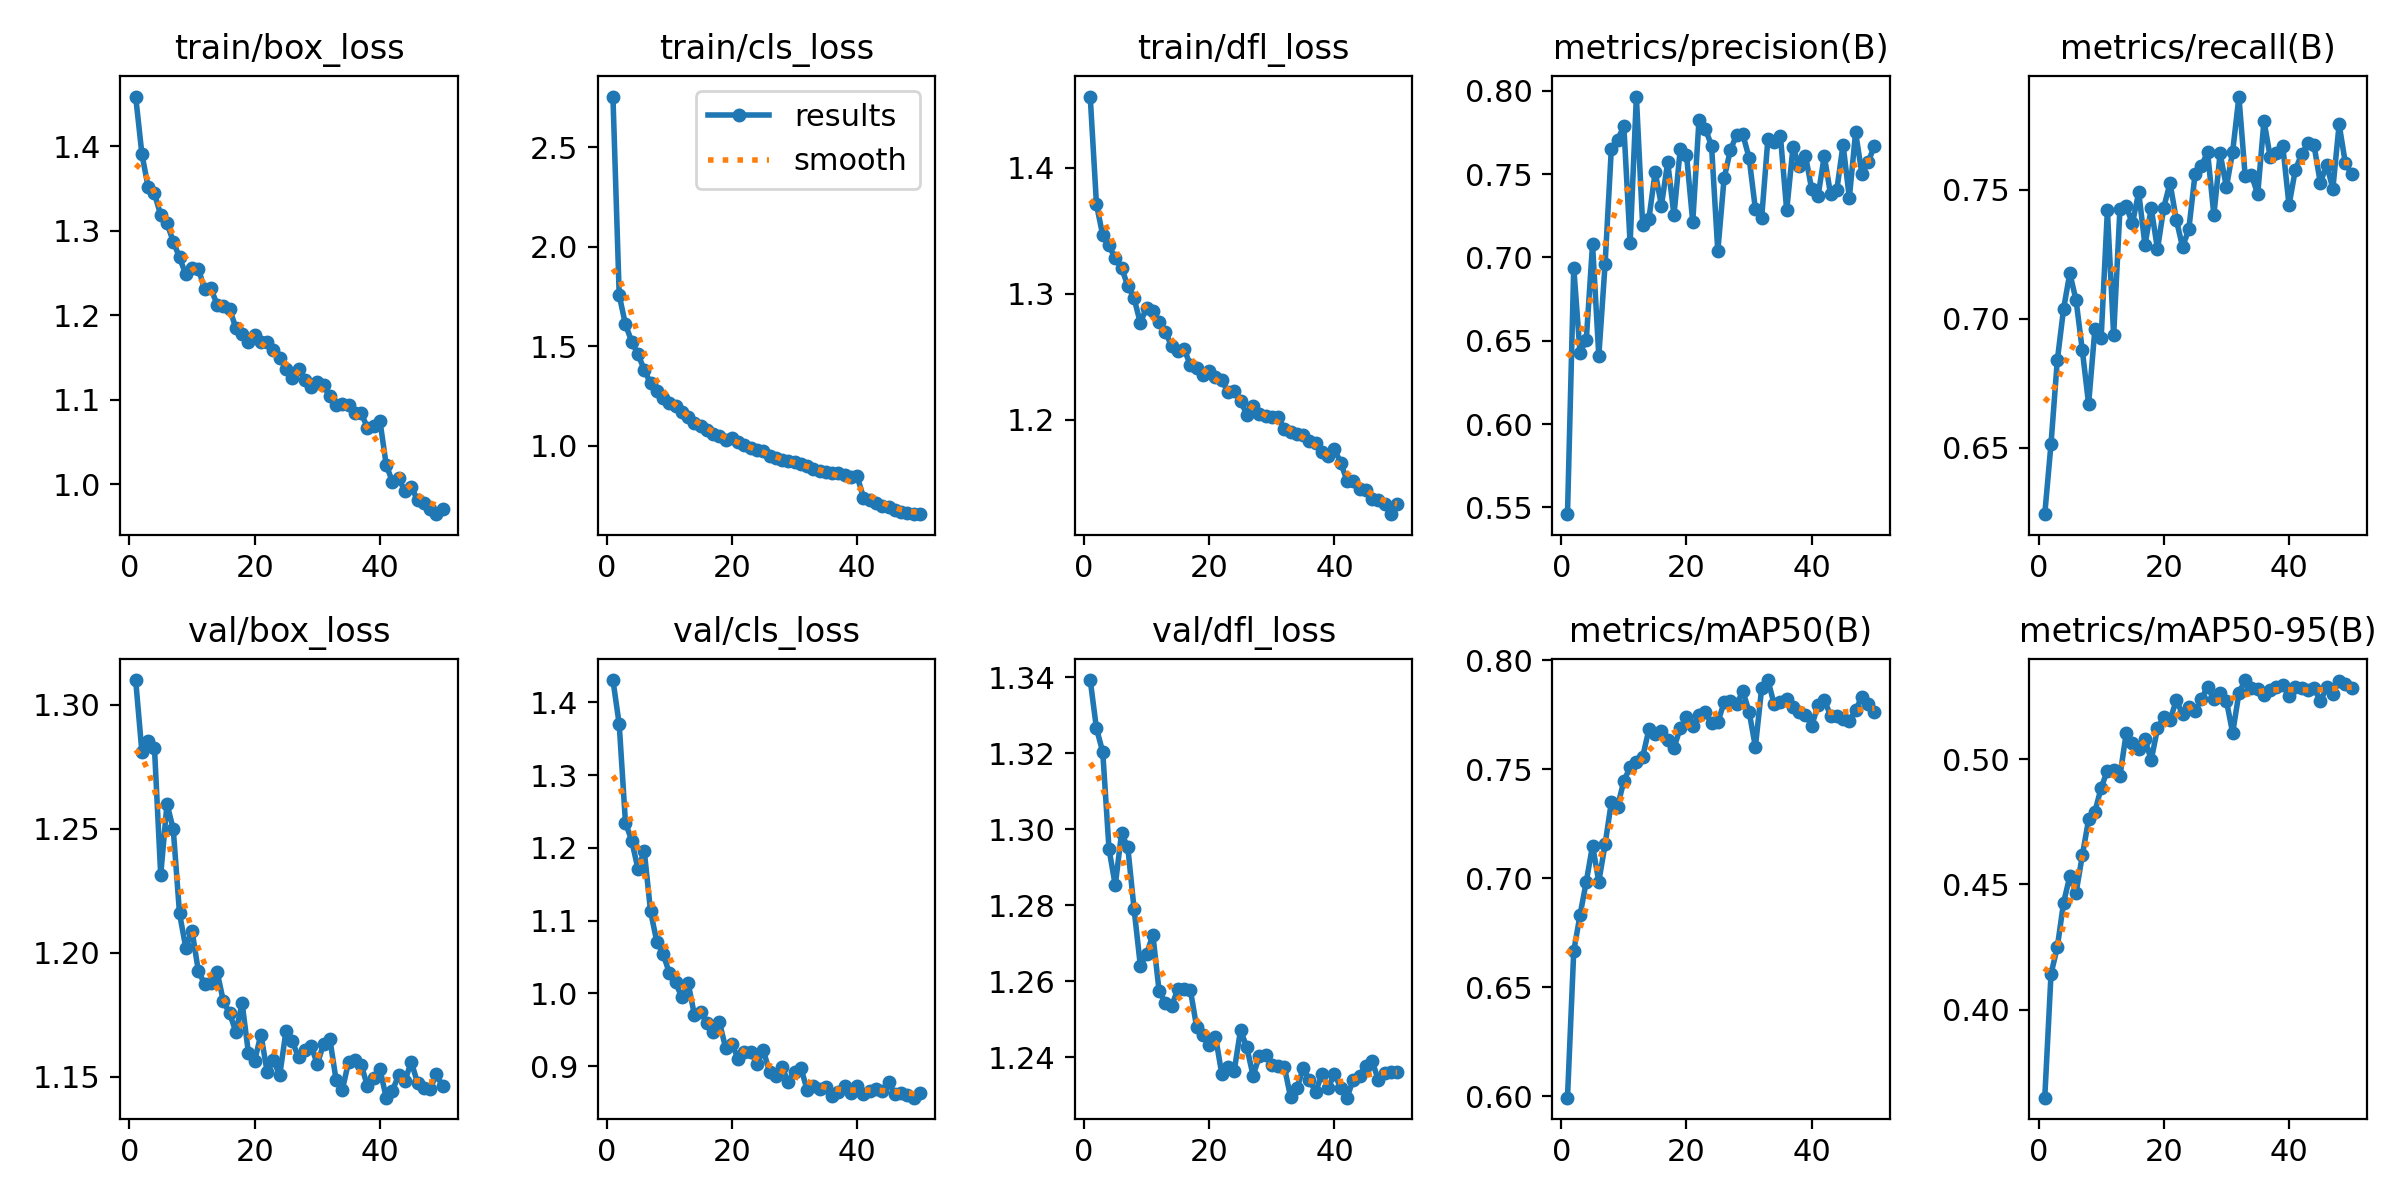 train/box_loss
1.4
1.3
1.2
1.1
1.0
0 20 40
train/cls_loss
results
smooth
2.5
2.0
1.5
1.0
0 20 40
train/dfl_loss
1.4
1.3
1.2
0 20 40
metrics/precision(B)
0.80
0.75
0.70
0.65
0.60
0.55
0 20 40
metrics/recall(B)
0.75
0.70
0.65
0 20 40
val/box_loss
1.30
1.25
1.20
1.15
0 20 40
val/cls_loss
1.4
1.3
1.2
1.1
1.0
0.9
0 20 40
val/dfl_loss
1.34
1.32
1.30
1.28
1.26
1.24
0 20 40
metrics/mAP50(B)
0.80
0.75
0.70
0.65
0.60
0 20 40
metrics/mAP50-95(B)
0.50
0.45
0.40
0 20 40